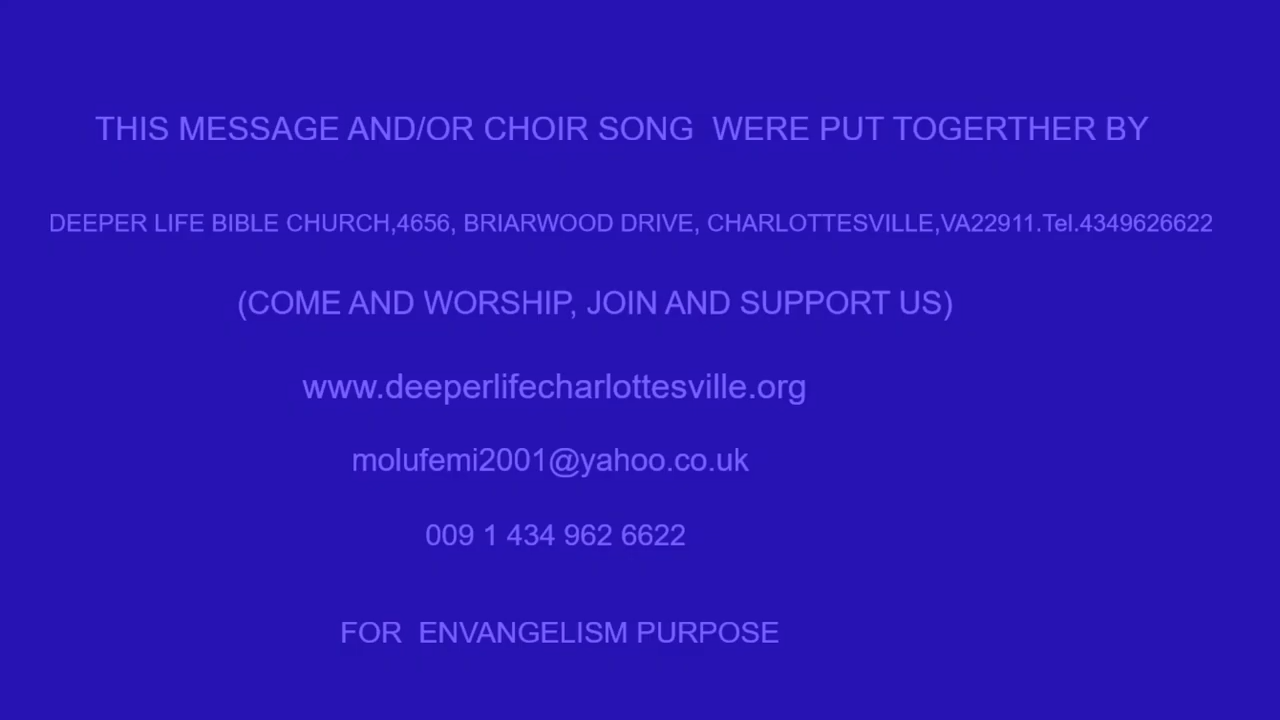 THIS MESSAGE AND/OR CHOIR SONG  WERE PUT TOGERTHER BY
DEEPER LIFE BIBLE CHURCH,4656, BRIARWOOD DRIVE, CHARLOTTESVILLE,VA22911.Tel.4349626622
(COME AND WORSHIP, JOIN AND SUPPORT US)
www.deeperlifecharlottesville.org
molufemi2001@yahoo.co.uk
009 1 434 962 6622
FOR  ENVANGELISM PURPOSE